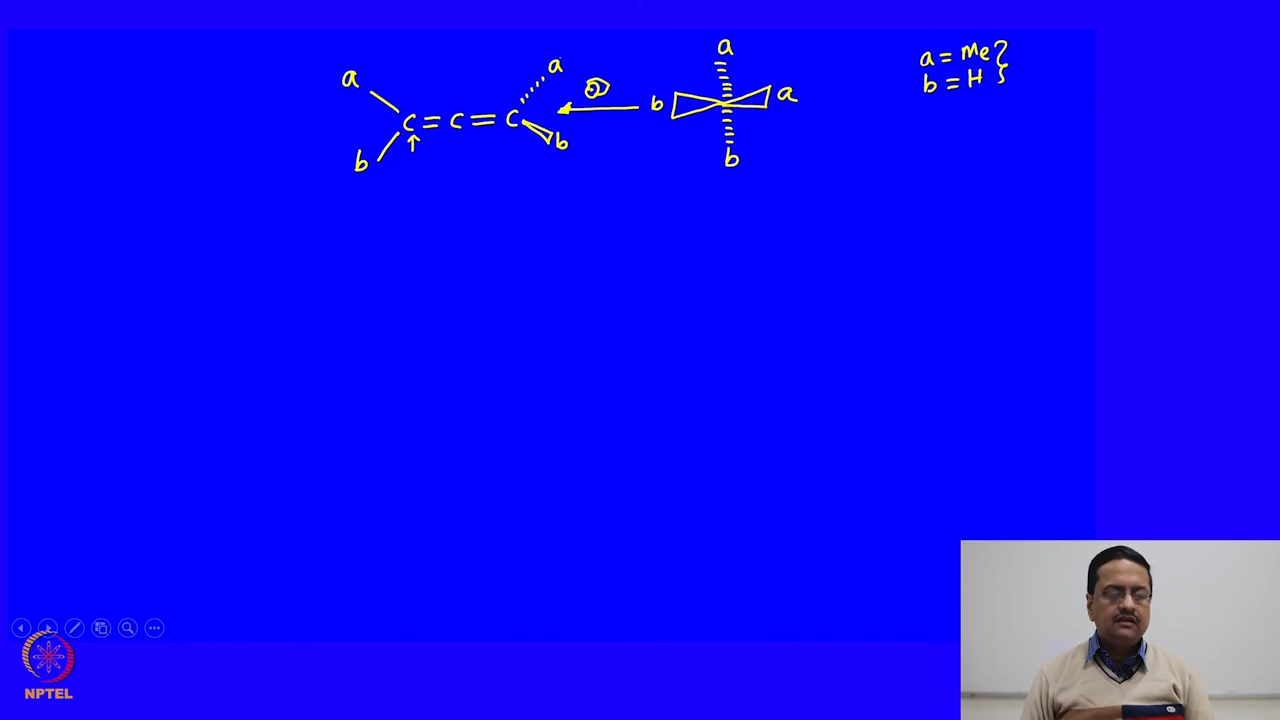 a
b
C = C = C
a
b
a
b
a
b
a = Me
b = H
NPTEL